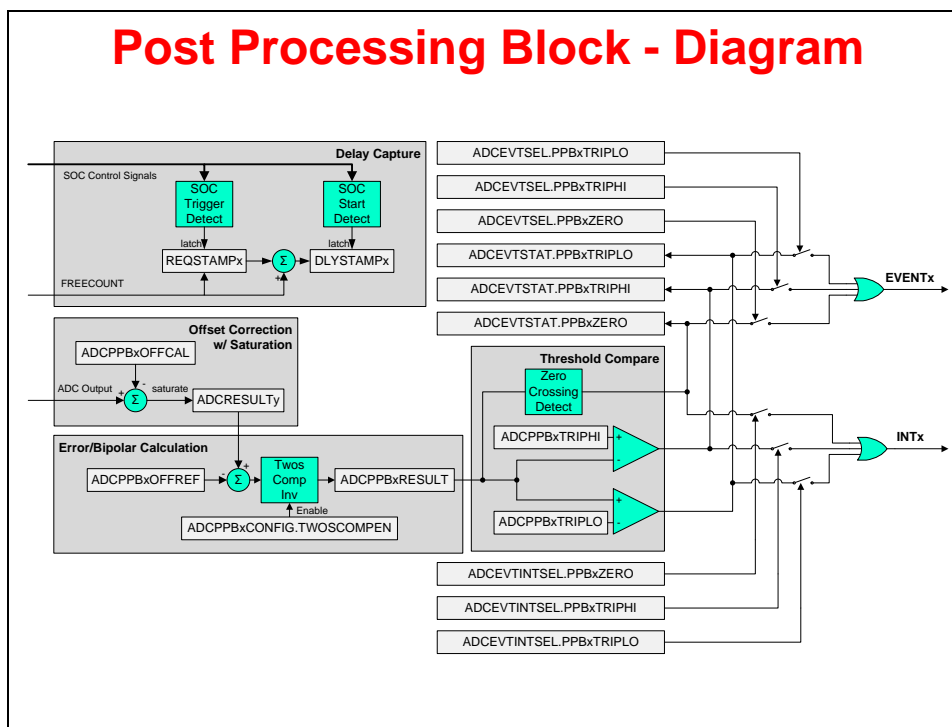 Post Processing Block - Diagram
Delay Capture
SOC Control Signals
SOC
Trigger
Detect
SOC
Start
Detect
latch
latch
REQSTAMPx
Σ
DLYSTAMPx
+
-
FREECOUNT
Offset Correction
w/ Saturation
ADCPPBxOFFCAL
-
ADC Output
+
Σ
saturate
ADCRESULTy
Error/Bipolar Calculation
+
ADCPPBxOFFREF
-
Σ
Twos
Comp
Inv
ADCPPBxRESULT
Enable
ADCPPBxCONFIG.TWOSCOMPEN
ADCEVTSEL.PPBxTRIPLO
ADCEVTSEL.PPBxTRIPHI
ADCEVTSEL.PPBxZERO
ADCEVTSTAT.PPBxTRIPLO
ADCEVTSTAT.PPBxTRIPHI
ADCEVTSTAT.PPBxZERO
EVENTx
Threshold Compare
Zero
Crossing
Detect
ADCPPBxTRIPHI
+
-
+
ADCPPBxTRIPLO
-
INTx
ADCEVTINTSEL.PPBxZERO
ADCEVTINTSEL.PPBxTRIPHI
ADCEVTINTSEL.PPBxTRIPLO